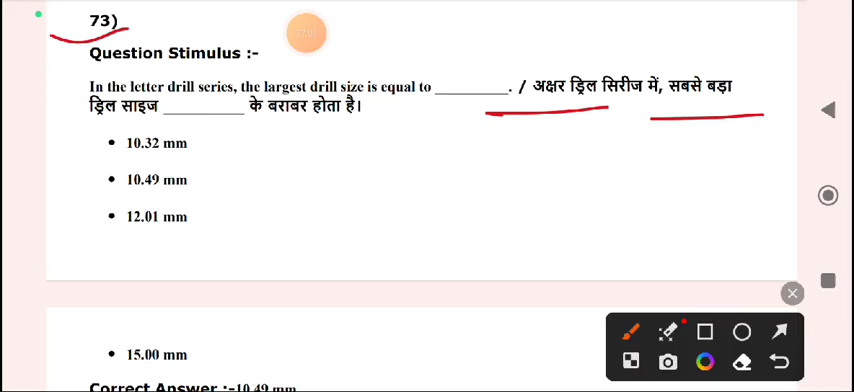 73)
Question Stimulus :-
In the letter drill series, the largest drill size is equal to __________. / अक्षर ड्रिल सिरीज में, सबसे बड़ा
ड्रिल साइज ___________ के बराबर होता है।
• 10.32 mm
• 10.49 mm
• 12.01 mm
• 15.00 mm
Correct Answer :-10.49 mm